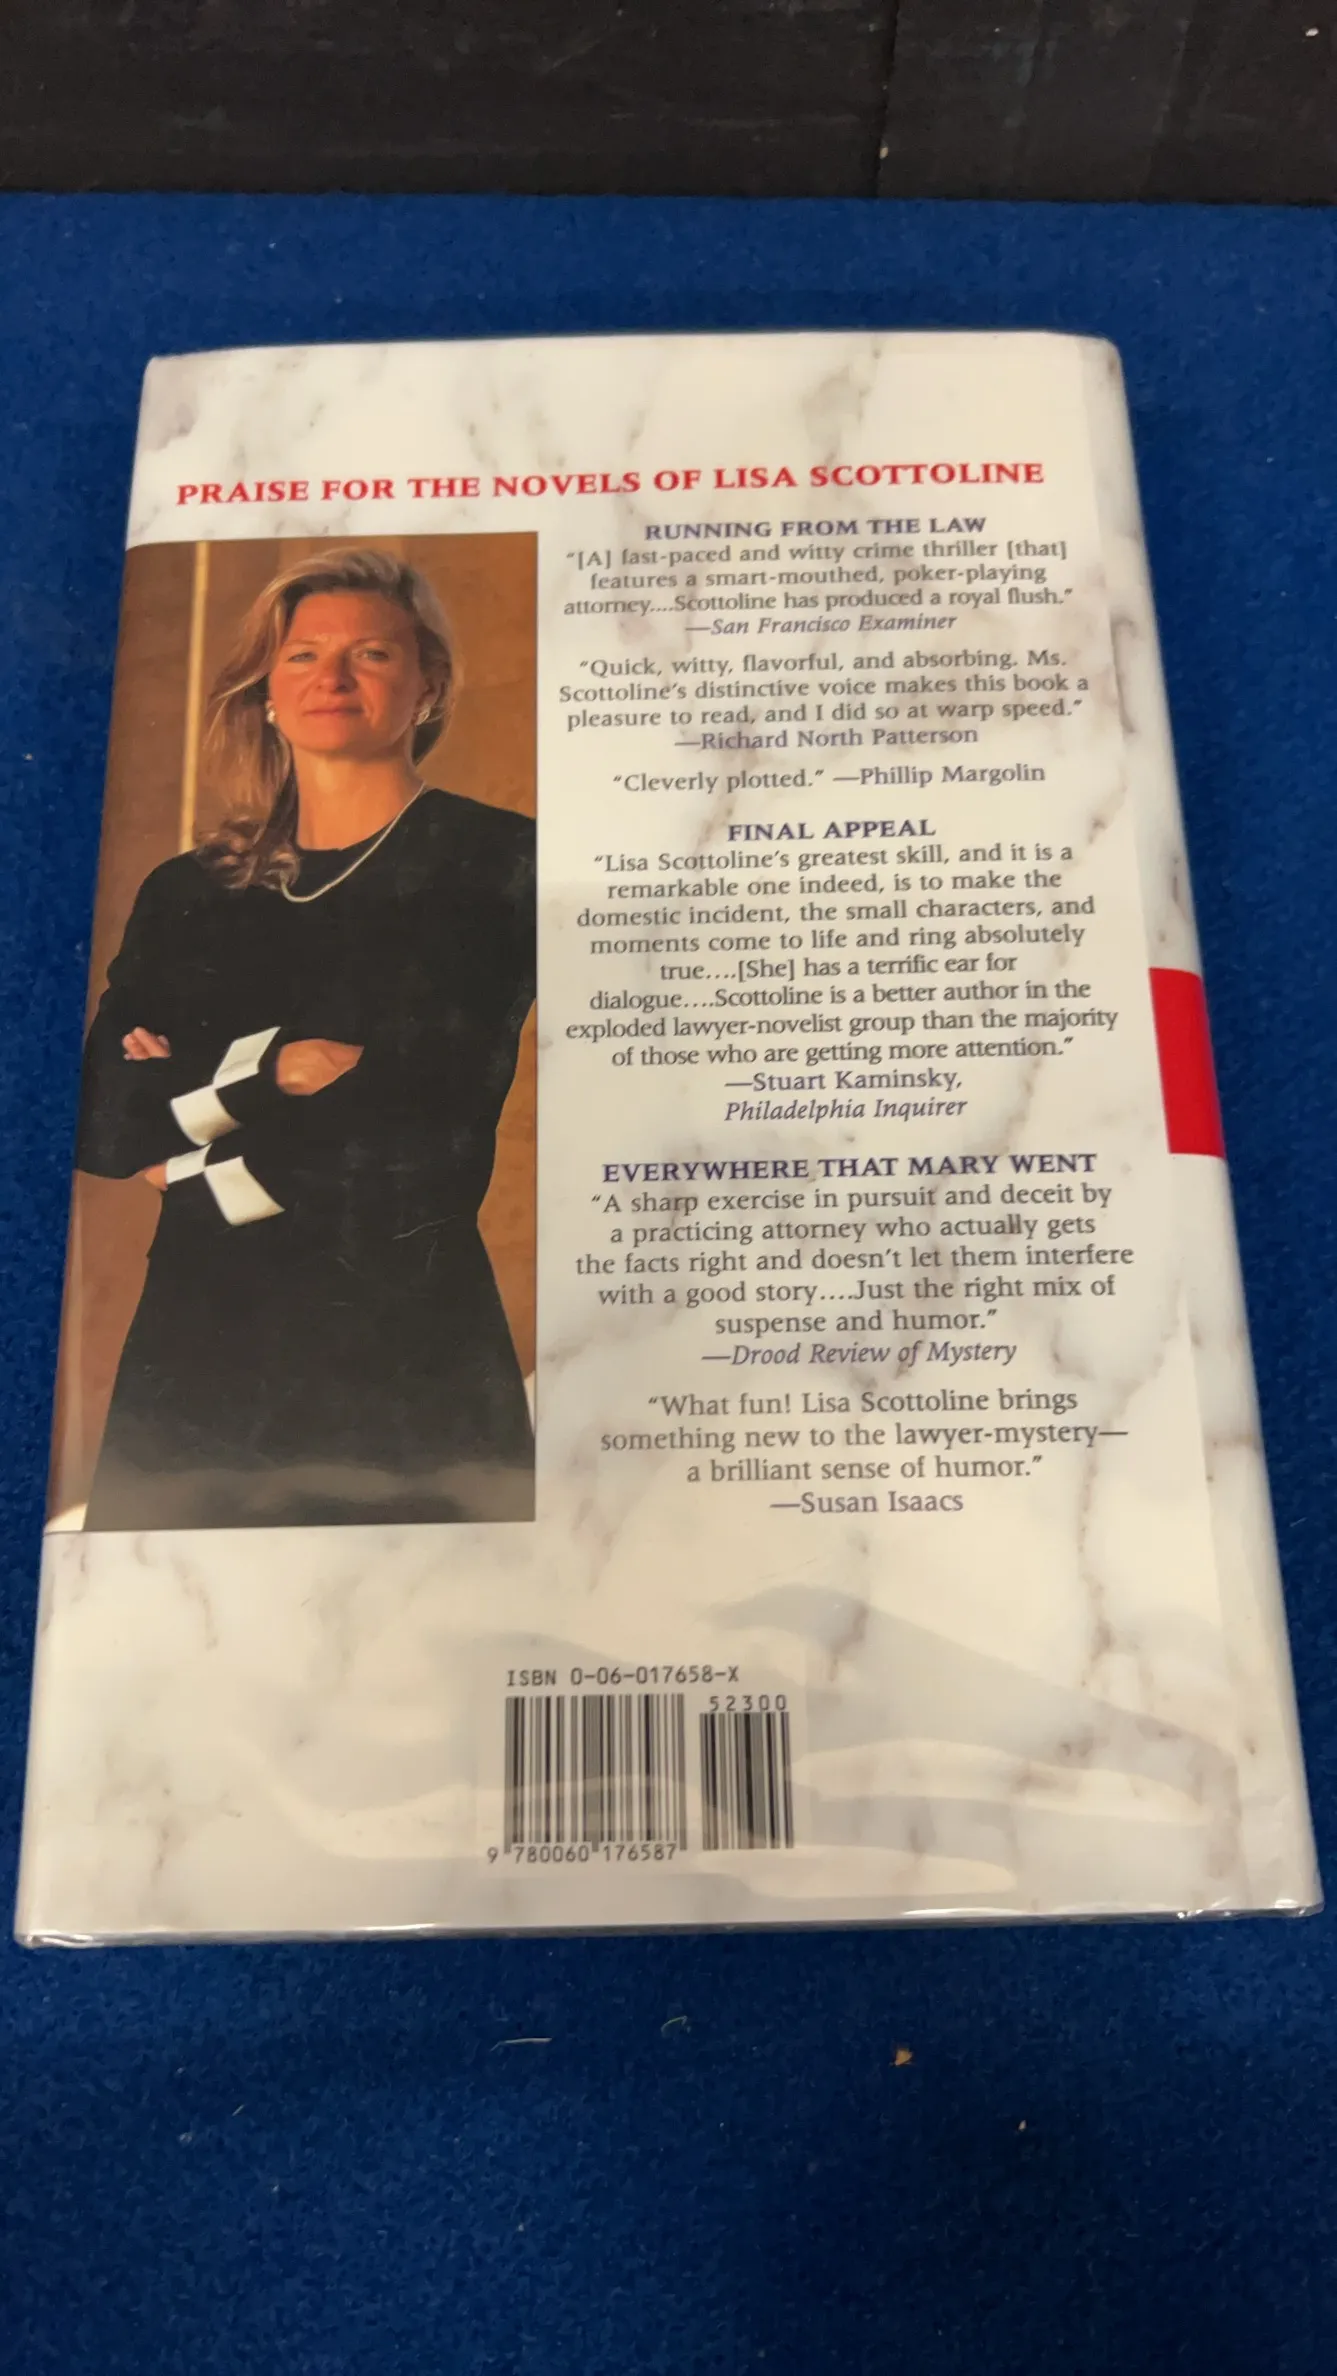 PRAISE FOR THE NOVELS OF LISA SCOTTOLINE
RUNNING FROM THE LAW
“[A] fast-paced and witty crime thriller [that]
features a smart-mouthed, poker-playing
attorney....Scottoline has produced a royal flush.”
—San Francisco Examiner
“Quick, witty, flavorful, and absorbing. Ms.
Scottoline’s distinctive voice makes this book a
pleasure to read, and I did so at warp speed.”
—Richard North Patterson
“Cleverly plotted.” —Phillip Margolin
FINAL APPEAL
“Lisa Scottoline’s greatest skill, and it is a
remarkable one indeed, is to make the
domestic incident, the small characters, and
moments come to life and ring absolutely
true....[She] has a terrific ear for
dialogue....Scottoline is a better author in the
exploded lawyer-novelist group than the majority
of those who are getting more attention.”
—Stuart Kaminsky,
Philadelphia Inquirer
EVERYWHERE THAT MARY WENT
“A sharp exercise in pursuit and deceit by
a practicing attorney who actually gets
the facts right and doesn’t let them interfere
with a good story....Just the right mix of
suspense and humor.”
—Drood Review of Mystery
“What fun! Lisa Scottoline brings
something new to the lawyer-mystery—
a brilliant sense of humor.”
—Susan Isaacs
ISBN 0-06-017658-X
52300
9 780060 176587